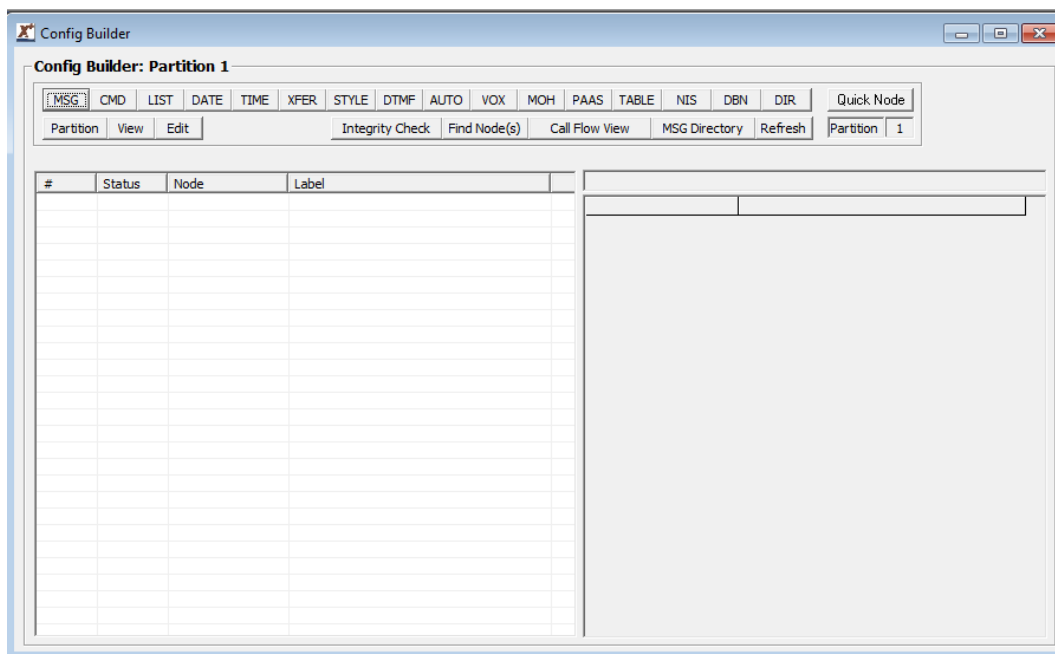 Config Builder
Config Builder: Partition 1
MSG CMD LIST DATE TIME XFER STYLE DTMF AUTO VOX MOH PAAS TABLE NIS DBN DIR Quick Node
Partition View Edit Integrity Check Find Node(s) Call Flow View MSG Directory Refresh Partition 1
# Status Node Label